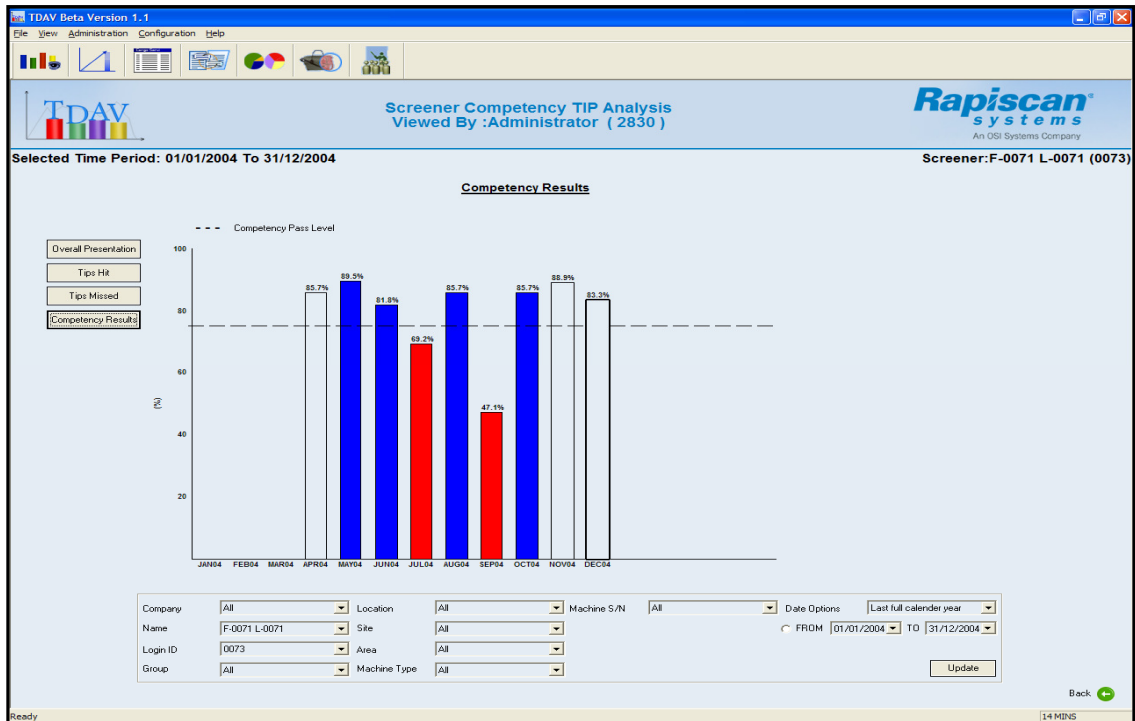 TDAV Beta Version 1.1
File View Administration Configuration Help
TDAV
Screener Competency TIP Analysis
Viewed By :Administrator ( 2830 )
Rapiscan
systems
An OSI Systems Company
Selected Time Period: 01/01/2004 To 31/12/2004
Screener:F-0071 L-0071 (0073)
Competency Results
Competency Pass Level
Overall Presentation
Tips Hit
Tips Missed
Competency Results
(%)
100
80
60
40
20
85.7%
89.5%
81.8%
69.2%
85.7%
47.1%
85.7%
88.9%
83.3%
JAN04 FEB04 MAR04 APR04 MAY04 JUN04 JUL04 AUG04 SEP04 OCT04 NOV04 DEC04
Company All Location All Machine S/N All Date Options Last full calender year
Name F-0071 L-0071 Site All FROM 01/01/2004 TO 31/12/2004
Login ID 0073 Area All
Group All Machine Type All Update
Back
Ready 14 MINS